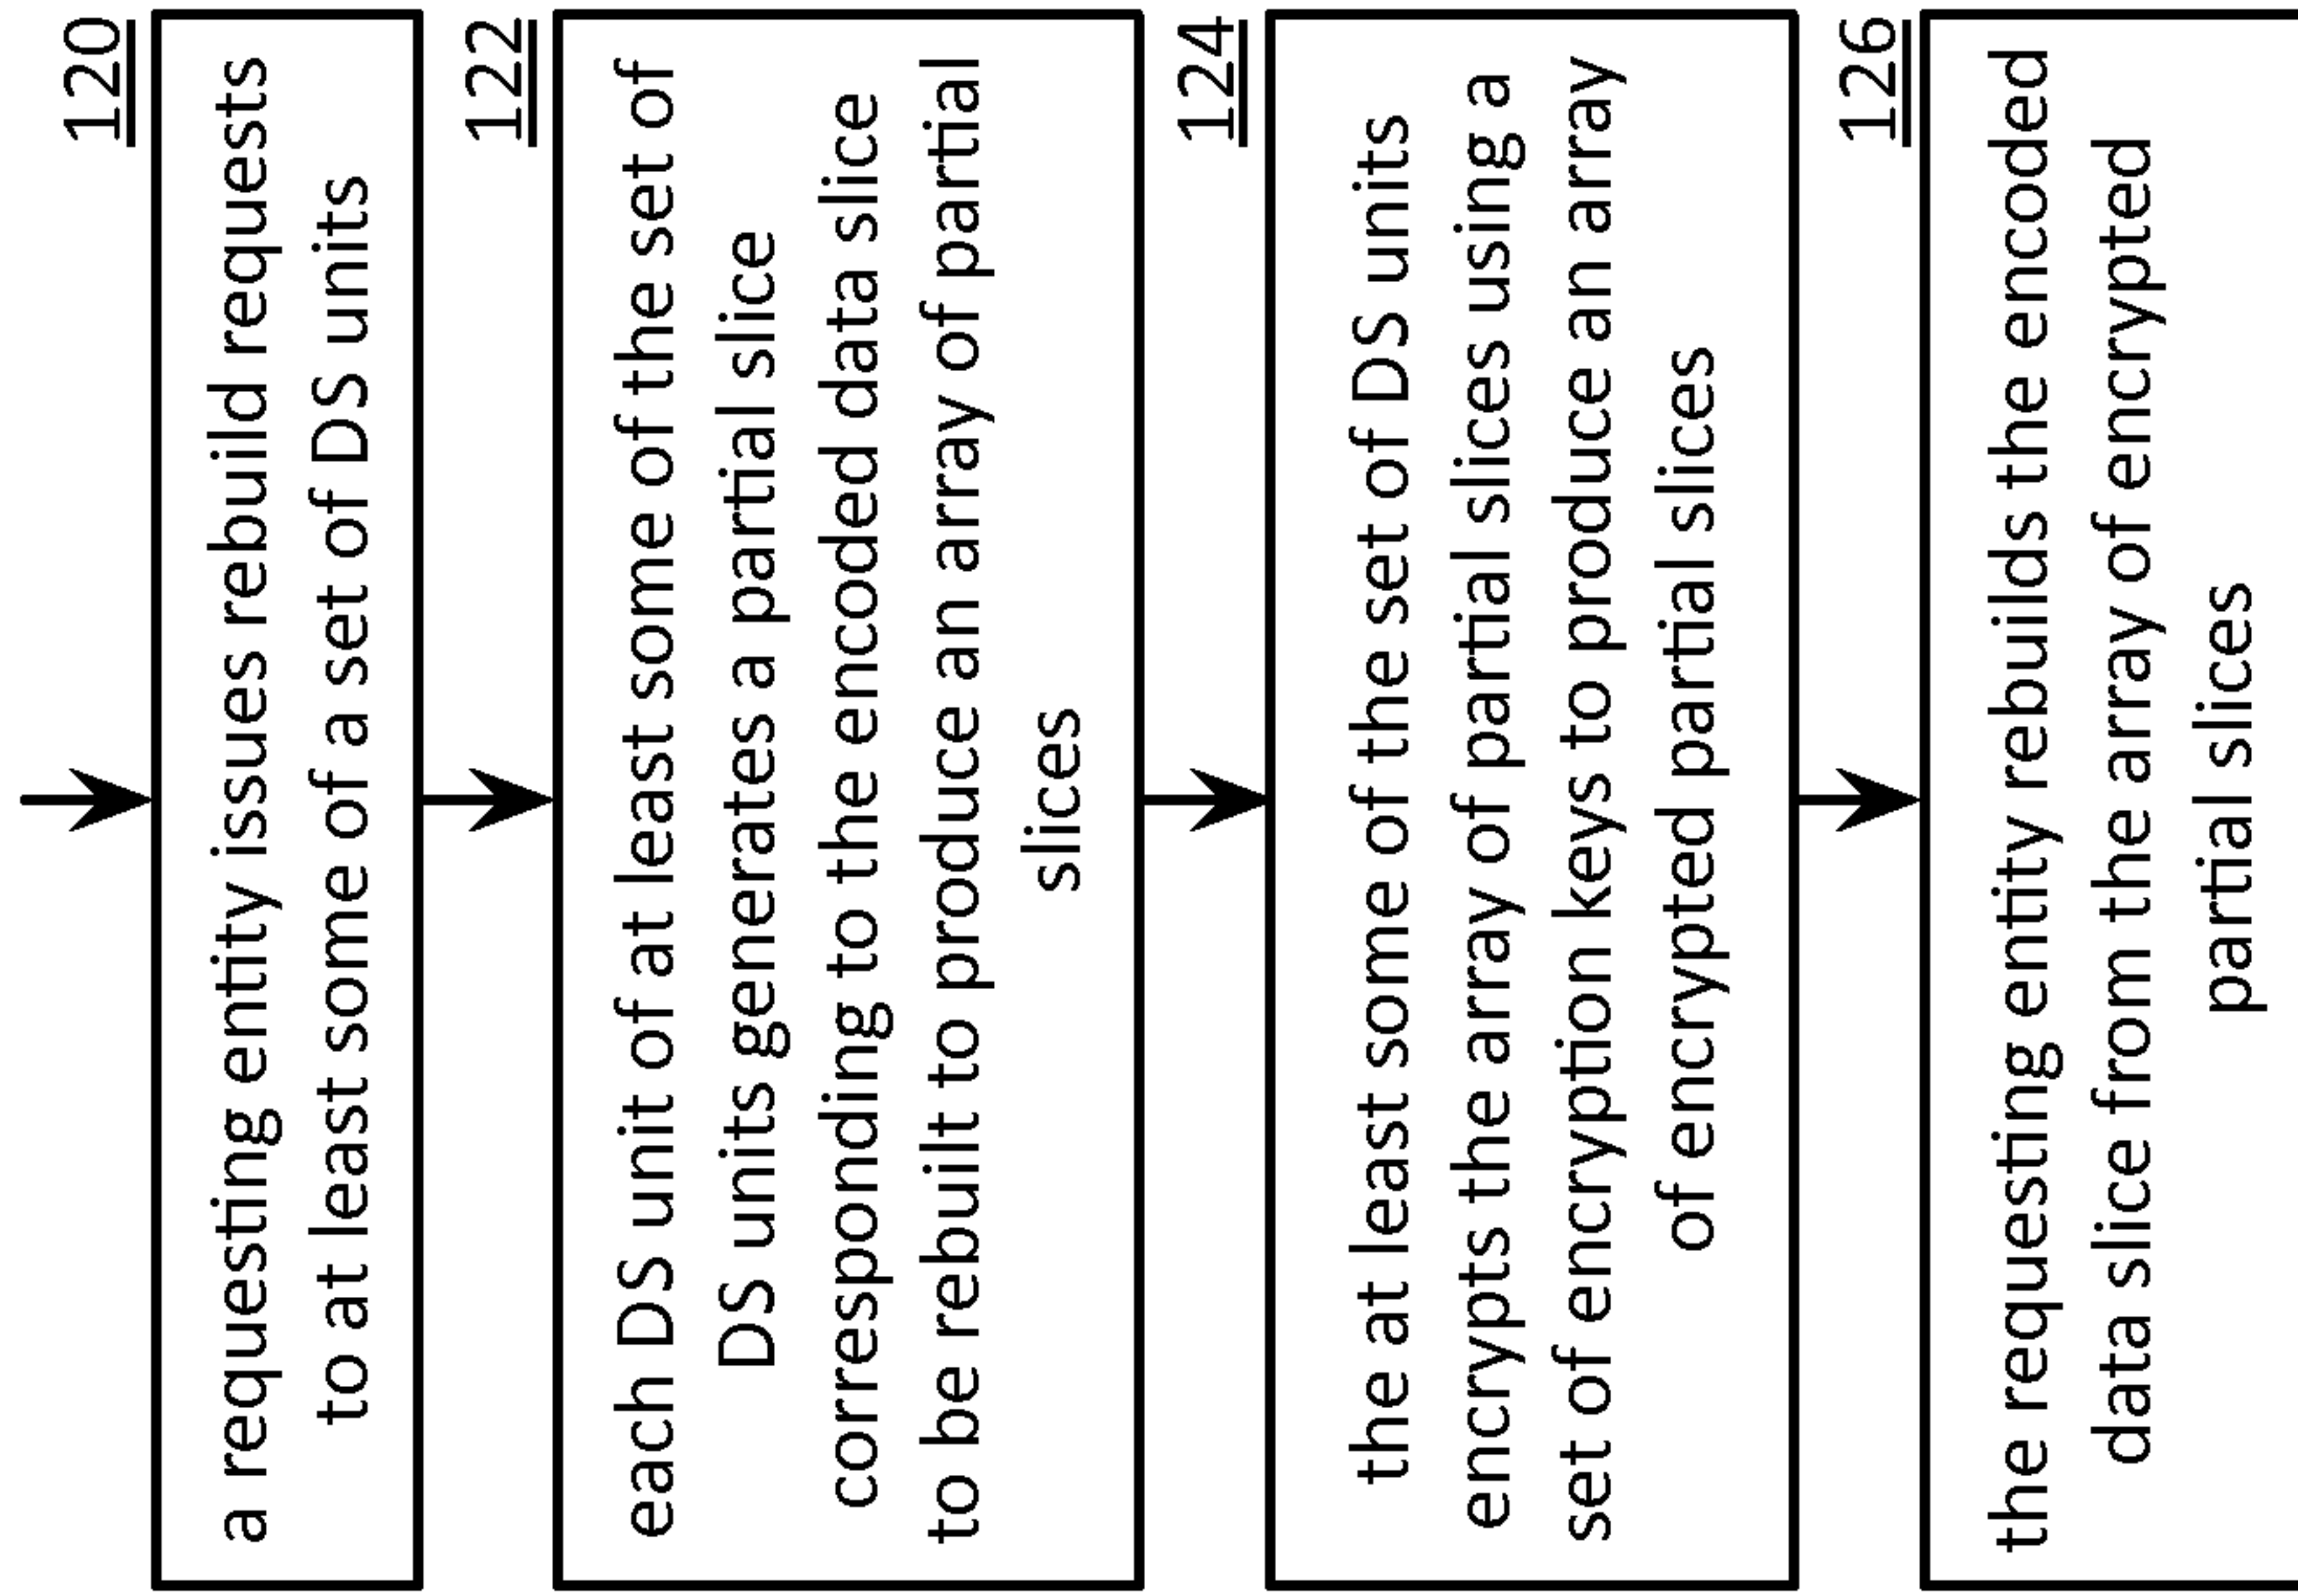 120
a requesting entity issues rebuild requests
to at least some of a set of DS units
122
each DS unit of at least some of the set of
DS units generates a partial slice
corresponding to the encoded data slice
to be rebuilt to produce an array of partial
slices
124
the at least some of the set of DS units
encrypts the array of partial slices using a
set of encryption keys to produce an array
of encrypted partial slices
126
the requesting entity rebuilds the encoded
data slice from the array of encrypted
partial slices